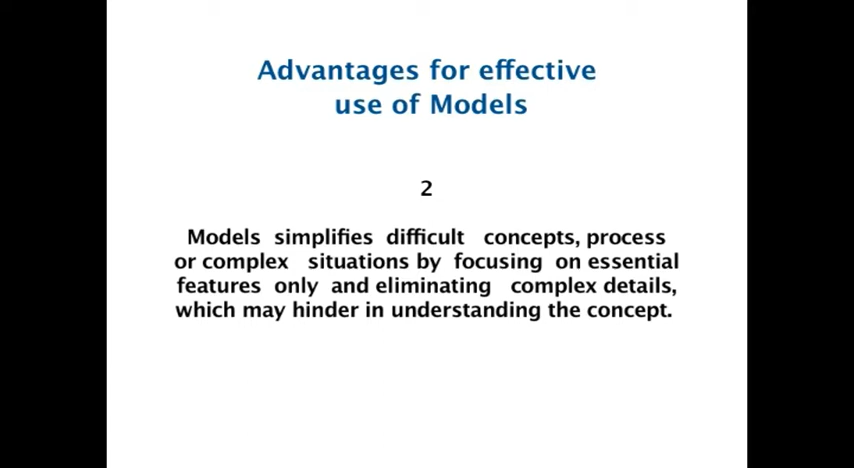 Advantages for effective
use of Models
2
Models simplifies difficult concepts, process
or complex situations by focusing on essential
features only and eliminating complex details,
which may hinder in understanding the concept.